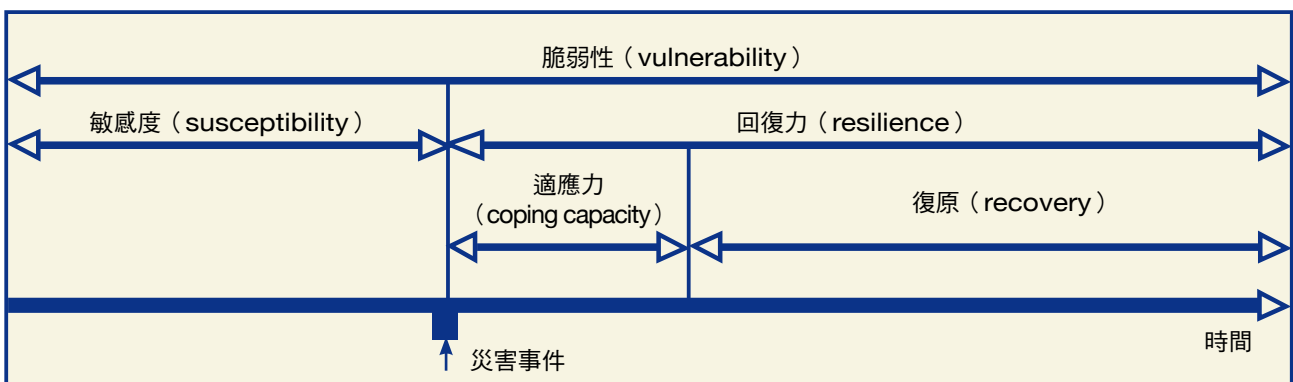 脆弱性（vulnerability）
敏感度（susceptibility）
回復力（resilience）
適應力
（coping capacity）
復原（recovery）
時間
災害事件